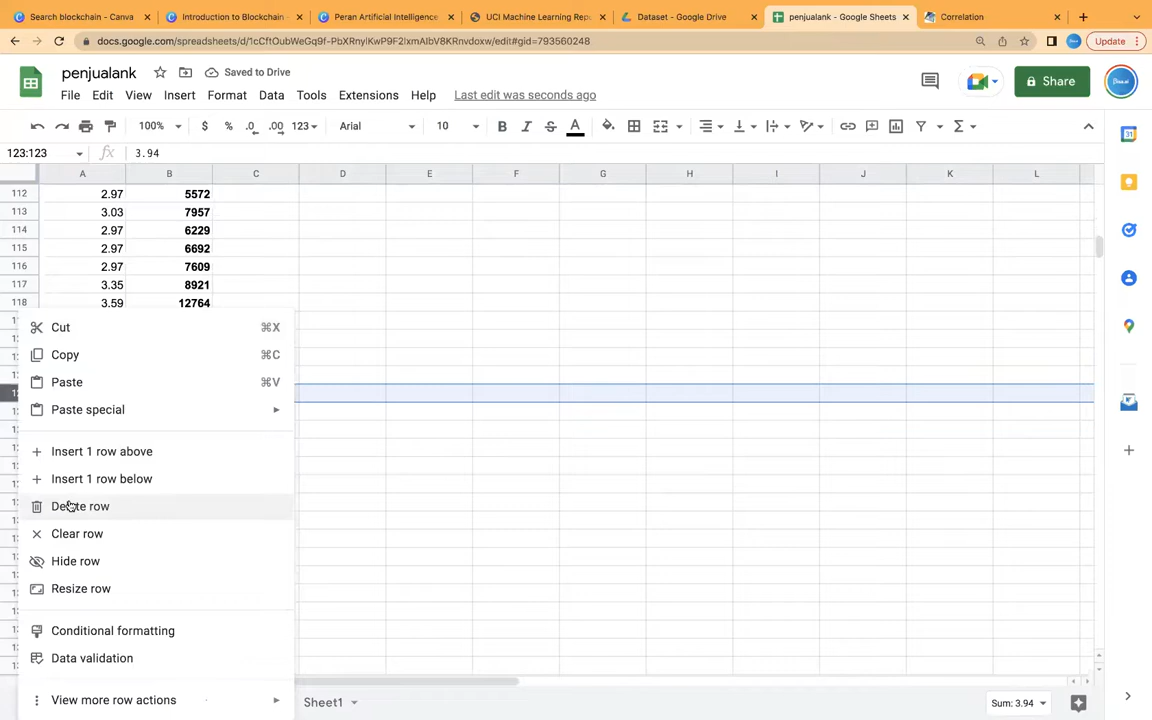 Search blockchain - Canva
Introduction to Blockchain -
Peran Artificial Intelligence
UCI Machine Learning Rep
Dataset - Google Drive
penjualank - Google Sheets
Correlation
docs.google.com/spreadsheets/d/1cCftOubWeGq9f-PbXRnyIKwP9F2IxmAIbV8KRnvdoxw/edit#gid=793560248
Update
penjualank
Saved to Drive
File Edit View Insert Format Data Tools Extensions Help Last edit was seconds ago
Share
100% $ % .0 .00 123 Arial 10 B I S A
123:123 fx 3.94
A B C D E F G H I J K L
112 2.97 5572
113 3.03 7957
114 2.97 6229
115 2.97 6692
116 2.97 7609
117 3.35 8921
118 3.59 12764
Cut ⌘X
Copy ⌘C
Paste ⌘V
Paste special
Insert 1 row above
Insert 1 row below
Delete row
Clear row
Hide row
Resize row
Conditional formatting
Data validation
View more row actions
Sheet1
Sum: 3.94